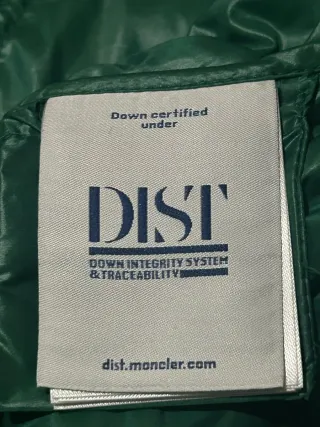 Down certified
under
DIST
DOWN INTEGRITY SYSTEM
&TRACEABILITY
dist.moncler.com